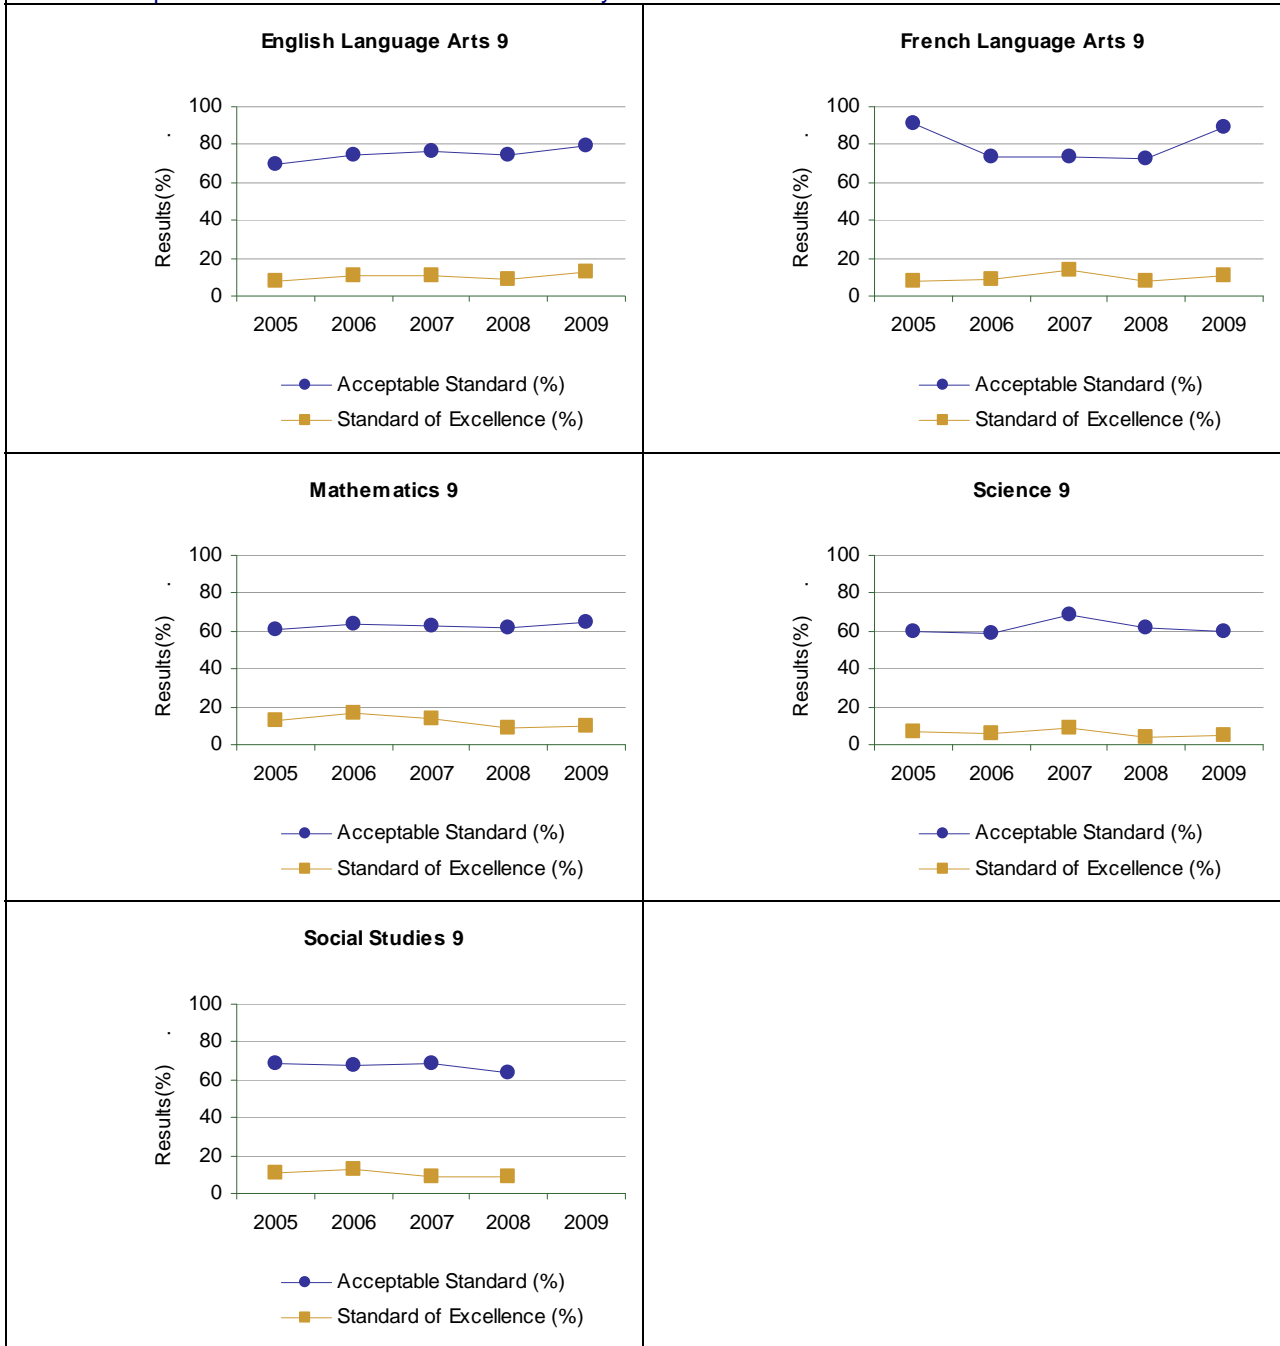 English Language Arts 9
Results(%) .
100
80
60
40
20
0
2005 2006 2007 2008 2009
Acceptable Standard (%)
Standard of Excellence (%)
French Language Arts 9
Results(%) .
100
80
60
40
20
0
2005 2006 2007 2008 2009
Acceptable Standard (%)
Standard of Excellence (%)
Mathematics 9
Results(%) .
100
80
60
40
20
0
2005 2006 2007 2008 2009
Acceptable Standard (%)
Standard of Excellence (%)
Science 9
Results(%) .
100
80
60
40
20
0
2005 2006 2007 2008 2009
Acceptable Standard (%)
Standard of Excellence (%)
Social Studies 9
Results(%) .
100
80
60
40
20
0
2005 2006 2007 2008 2009
Acceptable Standard (%)
Standard of Excellence (%)